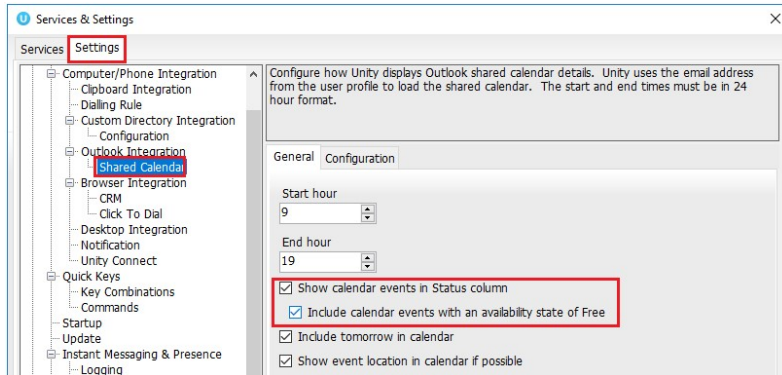 Services & Settings
Services Settings
Computer/Phone Integration
Clipboard Integration
Dialling Rule
Custom Directory Integration
Configuration
Outlook Integration
Shared Calendar
Browser Integration
CRM
Click To Dial
Desktop Integration
Notification
Unity Connect
Quick Keys
Key Combinations
Commands
Startup
Update
Instant Messaging & Presence
Logging
Configure how Unity displays Outlook shared calendar details. Unity uses the email address
from the user profile to load the shared calendar. The start and end times must be in 24
hour format.
General Configuration
Start hour
9
End hour
19
Show calendar events in Status column
Include calendar events with an availability state of Free
Include tomorrow in calendar
Show event location in calendar if possible